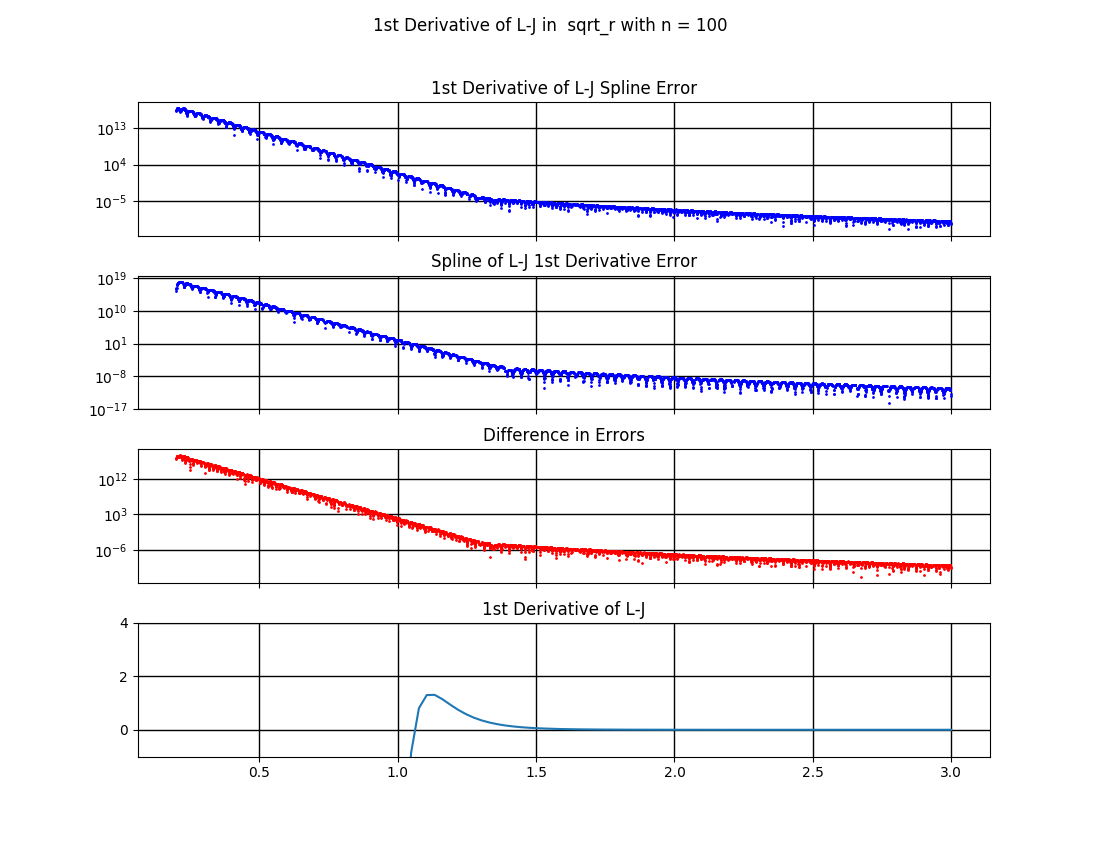 1st Derivative of L-J in  sqrt_r with n = 100
1st Derivative of L-J Spline Error
10^13
10^4
10^−5
Spline of L-J 1st Derivative Error
10^19
10^10
10^1
10^−8
10^−17
Difference in Errors
10^12
10^3
10^−6
1st Derivative of L-J
4
2
0
0.5 1.0 1.5 2.0 2.5 3.0